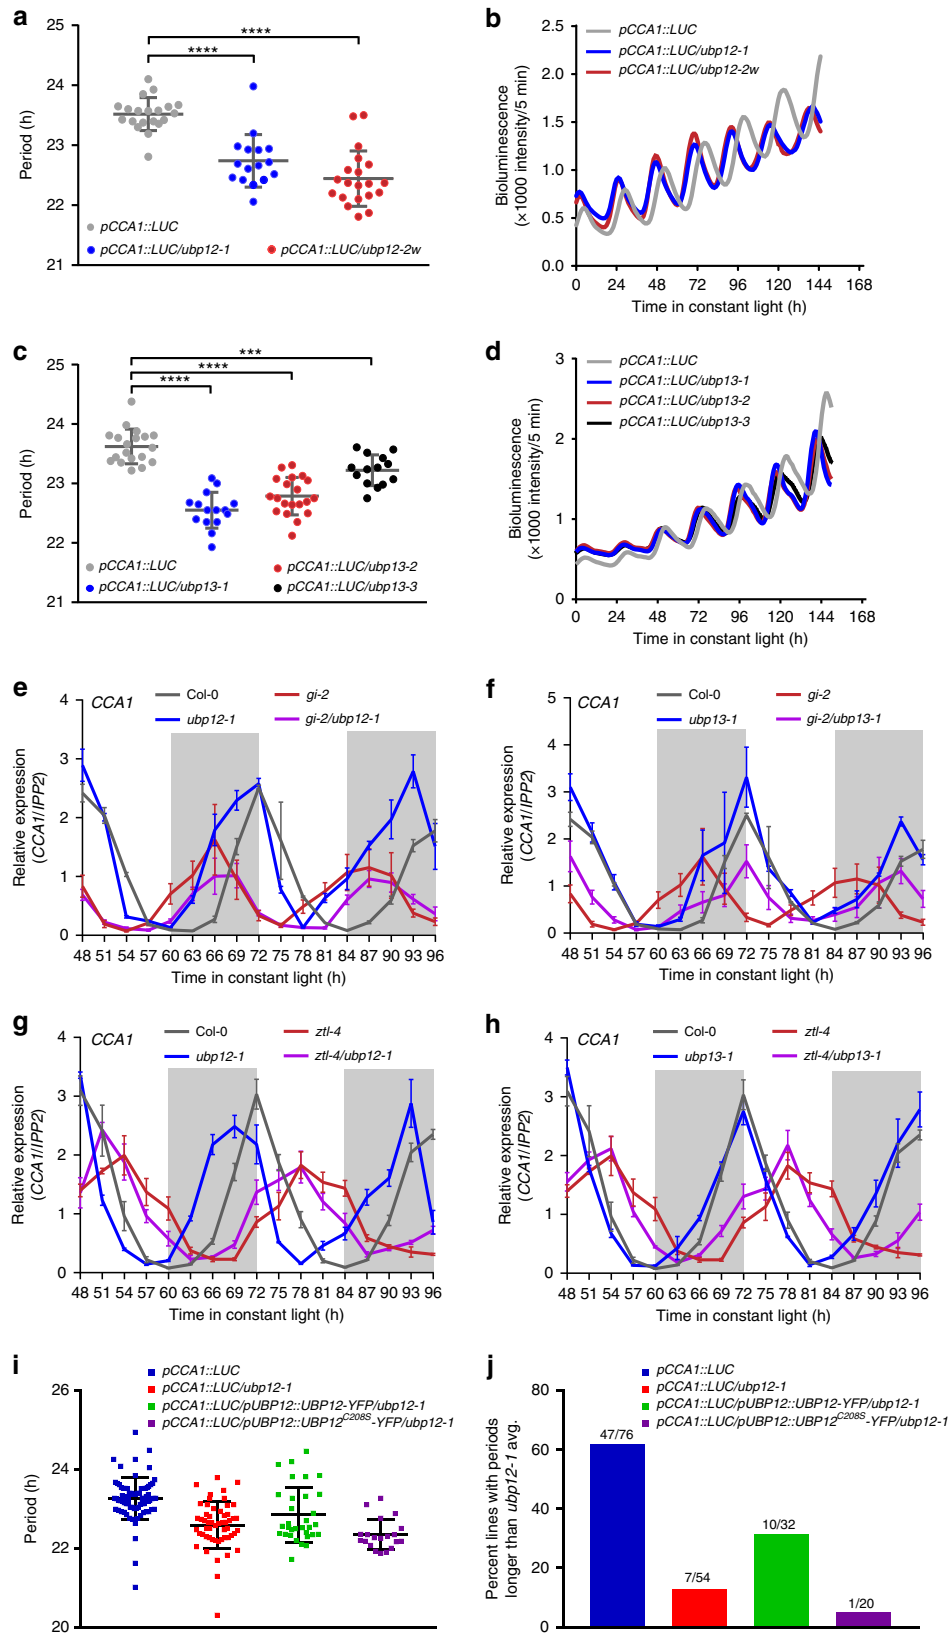 a
25
24
23
22
21
Period (h)
****
****
pCCA1::LUC
pCCA1::LUC/ubp12-1
pCCA1::LUC/ubp12-2w
b
pCCA1::LUC
pCCA1::LUC/ubp12-1
pCCA1::LUC/ubp12-2w
2.5
2.0
1.5
1.0
0.5
0.0
Bioluminescence
(×1000 intensity/5 min)
0 24 48 72 96 120 144 168
Time in constant light (h)
c
25
24
23
22
21
Period (h)
***
****
****
pCCA1::LUC
pCCA1::LUC/ubp13-1
pCCA1::LUC/ubp13-2
pCCA1::LUC/ubp13-3
d
pCCA1::LUC
pCCA1::LUC/ubp13-1
pCCA1::LUC/ubp13-2
pCCA1::LUC/ubp13-3
3
2
1
0
Bioluminescence
(×1000 intensity/5 min)
0 24 48 72 96 120 144 168
Time in constant light (h)
e
CCA1
Col-0
ubp12-1
gi-2
gi-2/ubp12-1
4
3
2
1
0
Relative expression
(CCA1/IPP2)
48 51 54 57 60 63 66 69 72 75 78 81 84 87 90 93 96
Time in constant light (h)
f
CCA1
Col-0
ubp13-1
gi-2
gi-2/ubp13-1
5
4
3
2
1
0
Relative expression
(CCA1/IPP2)
48 51 54 57 60 63 66 69 72 75 78 81 84 87 90 93 96
Time in constant light (h)
g
CCA1
Col-0
ubp12-1
ztl-4
ztl-4/ubp12-1
4
3
2
1
0
Relative expression
(CCA1/IPP2)
48 51 54 57 60 63 66 69 72 75 78 81 84 87 90 93 96
Time in constant light (h)
h
CCA1
Col-0
ubp13-1
ztl-4
ztl-4/ubp13-1
4
3
2
1
0
Relative expression
(CCA1/IPP2)
48 51 54 57 60 63 66 69 72 75 78 81 84 87 90 93 96
Time in constant light (h)
i
pCCA1::LUC
pCCA1::LUC/ubp12-1
pCCA1::LUC/pUBP12::UBP12-YFP/ubp12-1
pCCA1::LUC/pUBP12::UBP12C208S-YFP/ubp12-1
26
24
22
20
Period (h)
j
pCCA1::LUC
pCCA1::LUC/ubp12-1
pCCA1::LUC/pUBP12::UBP12-YFP/ubp12-1
pCCA1::LUC/pUBP12::UBP12C208S-YFP/ubp12-1
80
60
40
20
0
Percent lines with periods
longer than ubp12-1 avg.
47/76
7/54
10/32
1/20